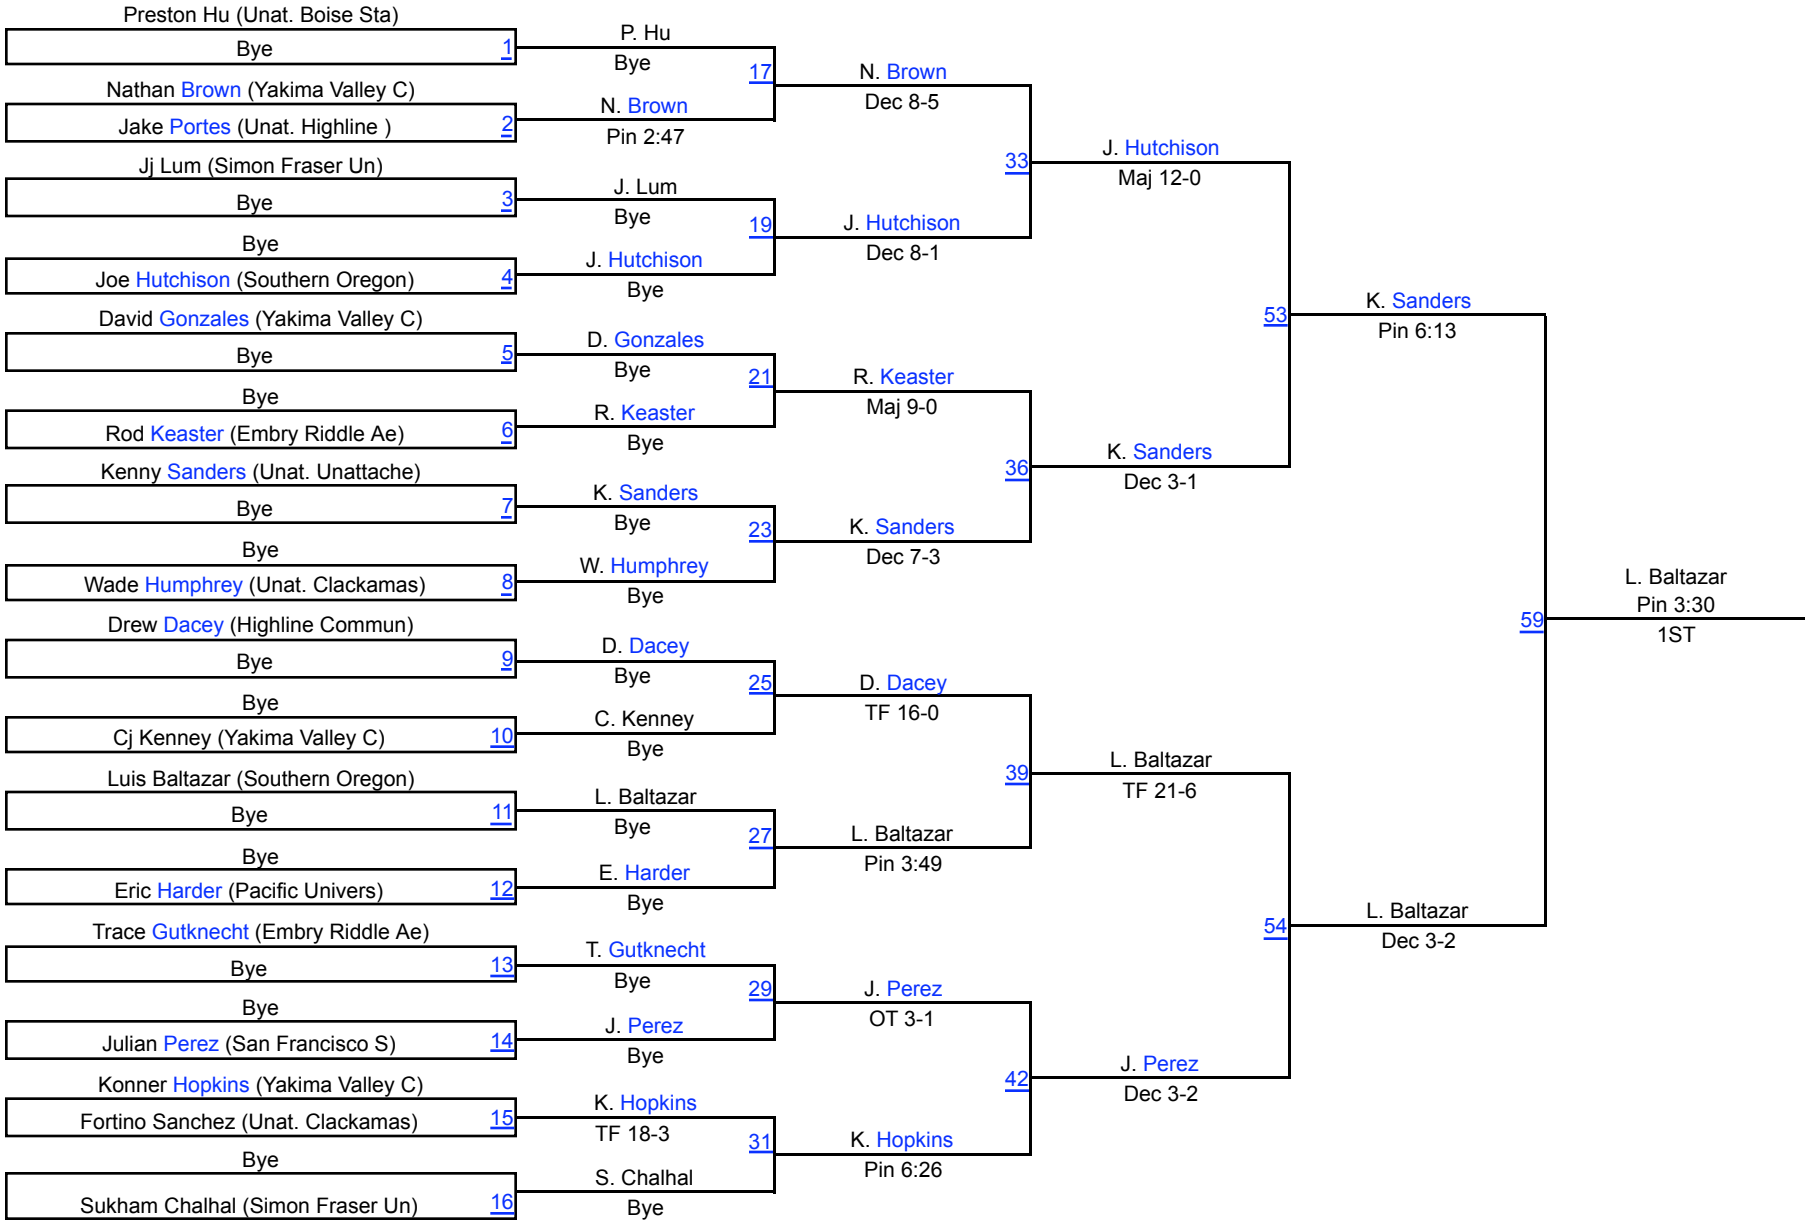 Preston Hu (Unat. Boise Sta)
Bye 1
Nathan Brown (Yakima Valley C)
Jake Portes (Unat. Highline ) 2
Jj Lum (Simon Fraser Un)
Bye 3
Bye
Joe Hutchison (Southern Oregon) 4
David Gonzales (Yakima Valley C)
Bye 5
Bye
Rod Keaster (Embry Riddle Ae) 6
Kenny Sanders (Unat. Unattache)
Bye 7
Bye
Wade Humphrey (Unat. Clackamas) 8
Drew Dacey (Highline Commun)
Bye 9
Bye
Cj Kenney (Yakima Valley C) 10
Luis Baltazar (Southern Oregon)
Bye 11
Bye
Eric Harder (Pacific Univers) 12
Trace Gutknecht (Embry Riddle Ae)
Bye 13
Bye
Julian Perez (San Francisco S) 14
Konner Hopkins (Yakima Valley C)
Fortino Sanchez (Unat. Clackamas) 15
Bye
Sukham Chalhal (Simon Fraser Un) 16
P. Hu
Bye
17
N. Brown
Pin 2:47
J. Lum
Bye
19
J. Hutchison
Bye
D. Gonzales
Bye
21
R. Keaster
Bye
K. Sanders
Bye
23
W. Humphrey
Bye
D. Dacey
Bye
25
C. Kenney
Bye
L. Baltazar
Bye
27
E. Harder
Bye
T. Gutknecht
Bye
29
J. Perez
Bye
K. Hopkins
TF 18-3
31
S. Chalhal
Bye
N. Brown
Dec 8-5
33
J. Hutchison
Dec 8-1
R. Keaster
Maj 9-0
36
K. Sanders
Dec 7-3
D. Dacey
TF 16-0
39
L. Baltazar
Pin 3:49
J. Perez
OT 3-1
42
K. Hopkins
Pin 6:26
J. Hutchison
Maj 12-0
53
K. Sanders
Dec 3-1
L. Baltazar
TF 21-6
54
J. Perez
Dec 3-2
K. Sanders
Pin 6:13
59
L. Baltazar
Dec 3-2
L. Baltazar
Pin 3:30
1ST